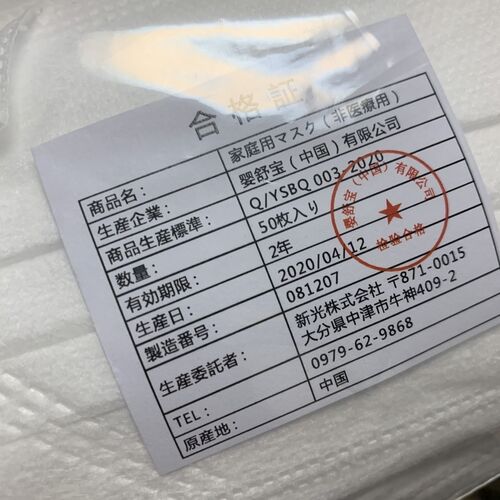 合格証
商品名： 家庭用マスク（非医療用）
生産企業： 嬰舒宝（中国）有限公司
商品生産標準： Q/YSBQ 003-2020
数量： 50枚入り
有効期限： 2年
生産日： 2020/04/12
製造番号： 081207
生産委託者： 新光株式会社 〒871-0015
大分県中津市牛神409-2
TEL： 0979-62-9868
原産地： 中国
婴舒宝（中国）有限公司
检验合格